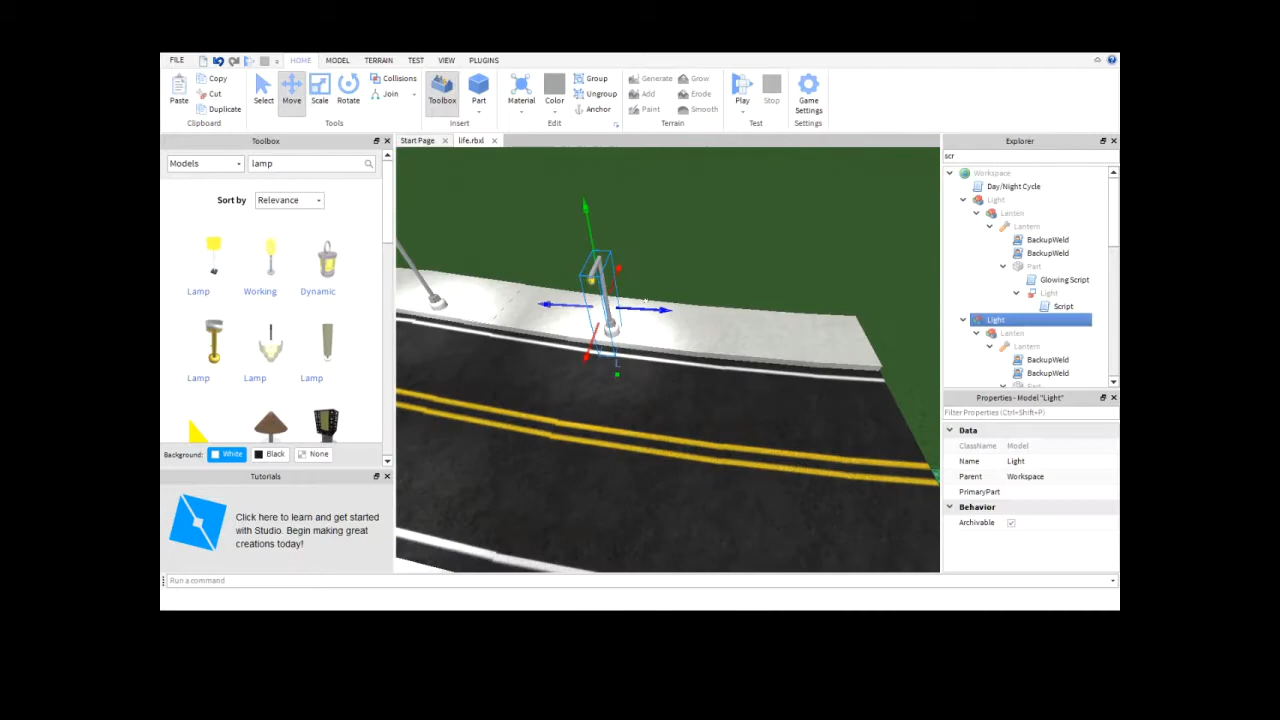 FILE HOME MODEL TERRAIN TEST VIEW PLUGINS
Copy Collisions Group Generate Grow
Cut Join Ungroup Add Erode
Paste Duplicate Select Move Scale Rotate Toolbox Part Material Color Anchor Paint Smooth Play Stop Game
Settings
Clipboard Tools Insert Edit Terrain Test Settings
Toolbox
Start Page life.rbxl
Explorer
Models lamp
scr
Sort by Relevance
Lamp Working Dynamic
Lamp Lamp Lamp
Background: White Black None
Tutorials
Click here to learn and get started
with Studio. Begin making great
creations today!
Workspace
Day/Night Cycle
Light
Lanten
Lantern
BackupWeld
BackupWeld
Part
Glowing Script
Light
Script
Light
Lanten
Lantern
BackupWeld
BackupWeld
Part
Properties - Model "Light"
Filter Properties (Ctrl+Shift+P)
Data
ClassName Model
Name Light
Parent Workspace
PrimaryPart
Behavior
Archivable
Run a command